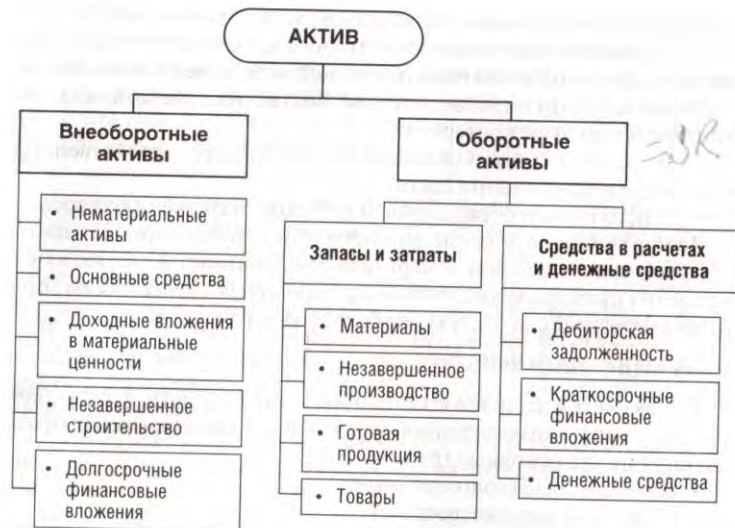 АКТИВ
Внеоборотные
активы
• Нематериальные
активы
• Основные средства
• Доходные вложения
в материальные
ценности
• Незавершенное
строительство
• Долгосрочные
финансовые
вложения
Оборотные
активы
Запасы и затраты
• Материалы
• Незавершенное
производство
• Готовая
продукция
• Товары
Средства в расчетах
и денежные средства
• Дебиторская
задолженность
• Краткосрочные
финансовые
вложения
• Денежные средства